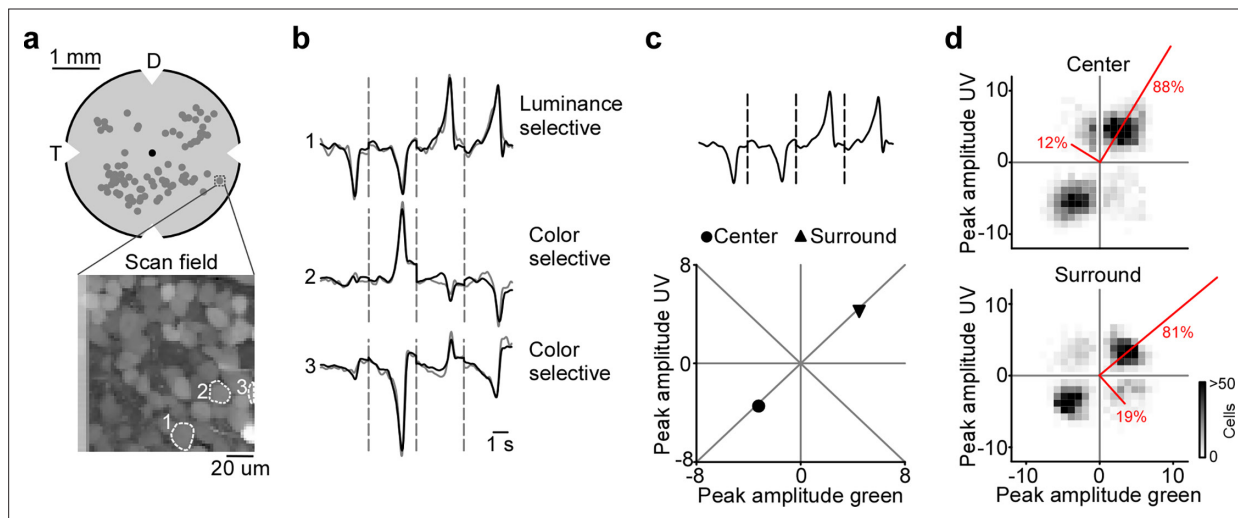 a
1 mm
D
T
Scan field
1
2
3
20 um
b
1
Luminance
selective
2
Color
selective
3
Color
selective
1 s
c
Center
Surround
Peak amplitude UV
8
0
-8
-8
0
8
Peak amplitude green
d
Center
Peak amplitude UV
10
0
-10
88%
12%
Surround
Peak amplitude UV
10
0
-10
81%
19%
-10
0
10
Peak amplitude green
>50
0
Cells